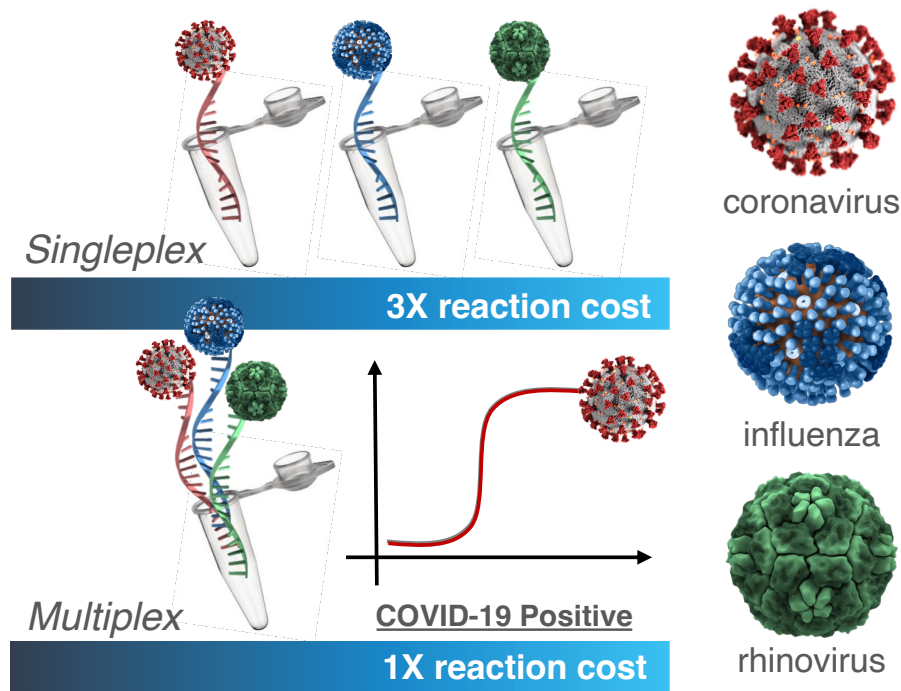 Singleplex
3X reaction cost
Multiplex
COVID-19 Positive
1X reaction cost
coronavirus
influenza
rhinovirus